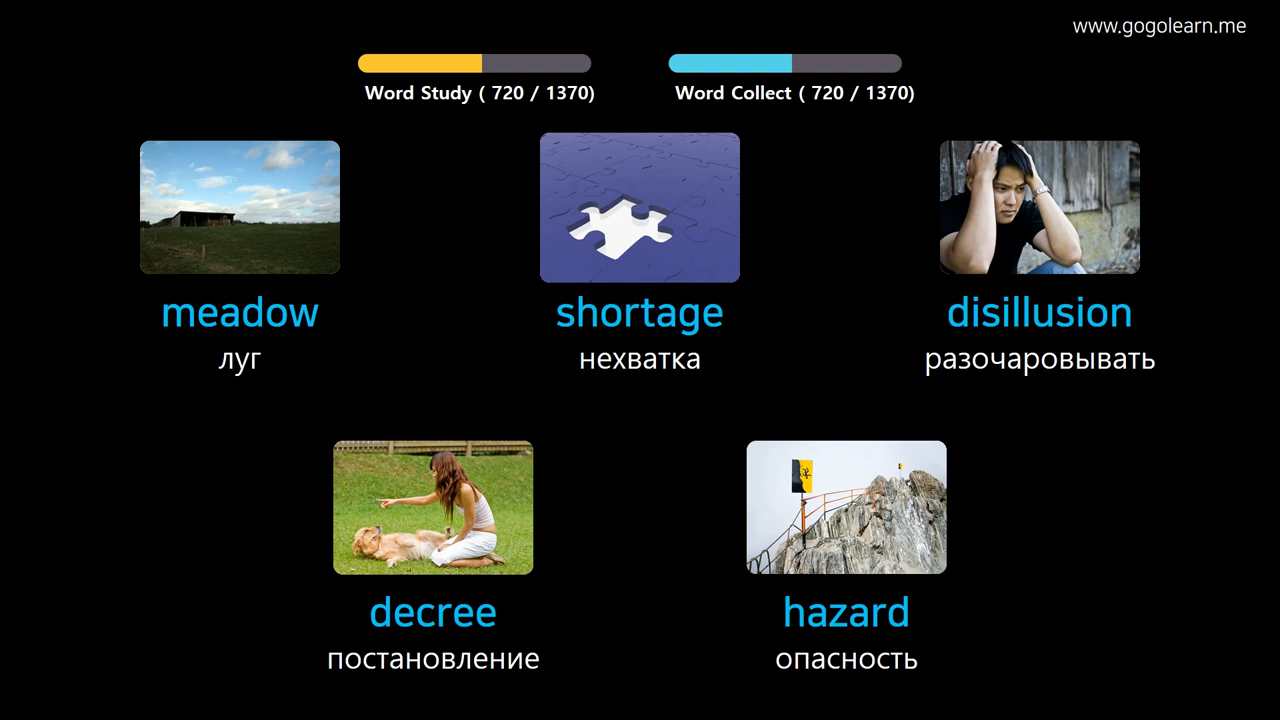 www.gogolearn.me
Word Study ( 720 / 1370)
Word Collect ( 720 / 1370)
meadow
луг
shortage
нехватка
disillusion
разочаровывать
decree
постановление
hazard
опасность